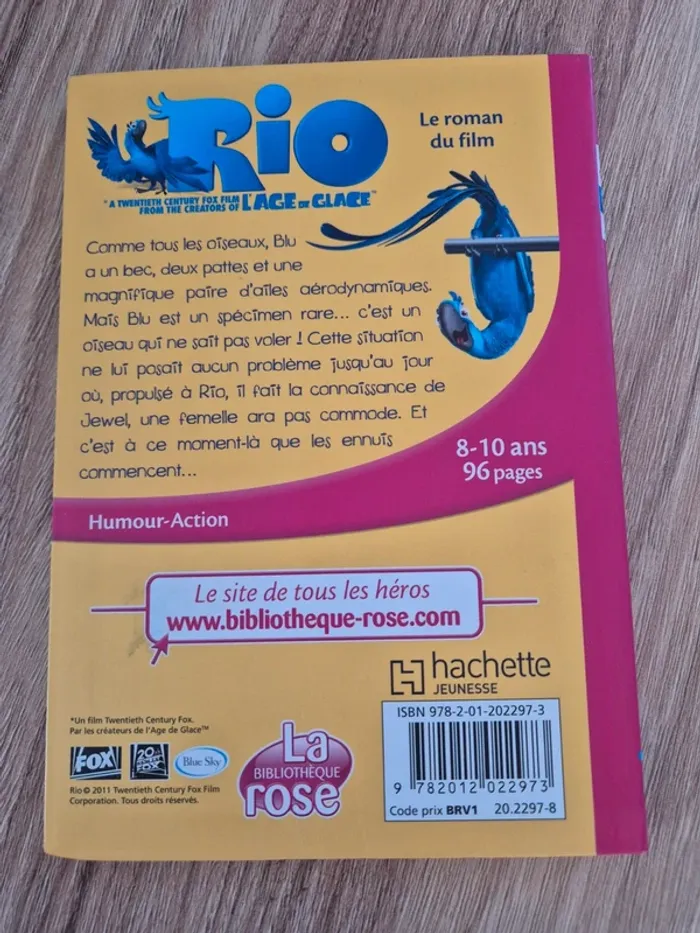 Rio
Le roman
du film
*A TWENTIETH CENTURY FOX FILM
FROM THE CREATORS OF L'AGE DE GLACE™
Comme tous les oiseaux, Blu
a un bec, deux pattes et une
magnifique paire d'ailes aérodynamiques.
Mais Blu est un spécimen rare... c'est un
oiseau qui ne sait pas voler ! Cette situation
ne lui posait aucun problème jusqu'au jour
où, propulsé à Rio, il fait la connaissance de
Jewel, une femelle ara pas commode. Et
c'est à ce moment-là que les ennuis
commencent...
8-10 ans
96 pages
Humour-Action
Le site de tous les héros
www.bibliotheque-rose.com
hachette
JEUNESSE
ISBN 978-2-01-202297-3
9 782012 022973
Code prix BRV1 20.2297-8
*Un film Twentieth Century Fox.
Par les créateurs de l'Age de Glace™
FOX
20TH CENTURY FOX
Blue Sky
Rio © 2011 Twentieth Century Fox Film
Corporation. Tous droits réservés.
La
BIBLIOTHÈQUE
rose